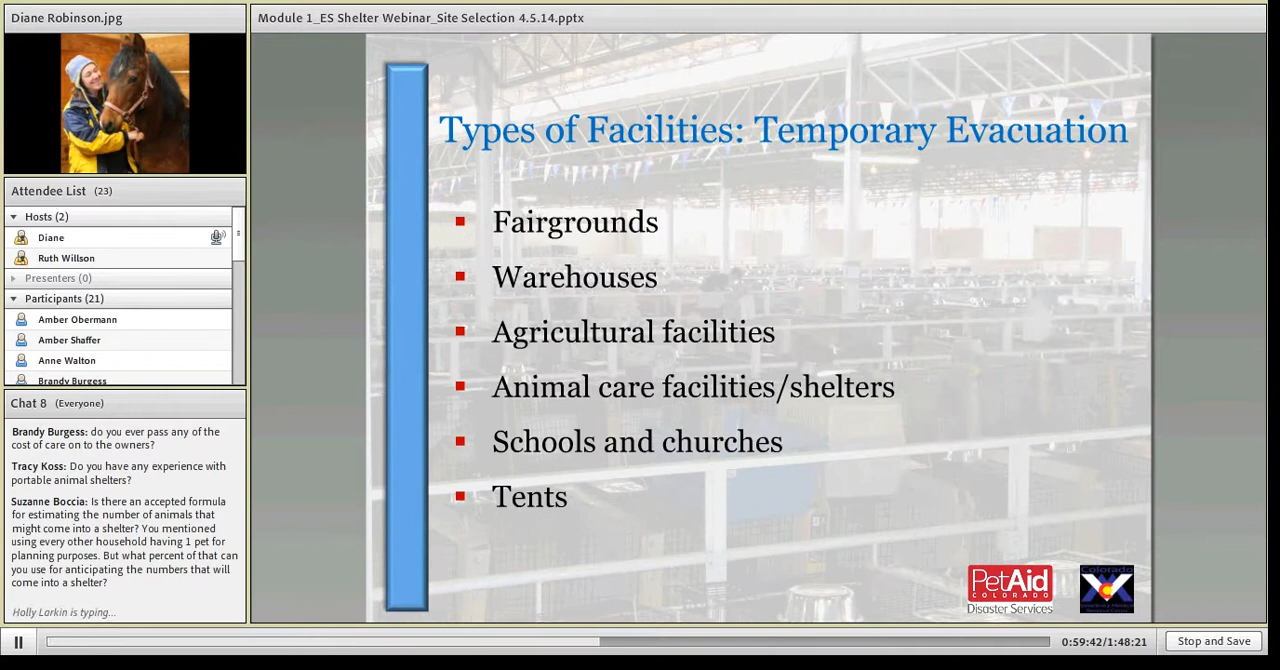 Diane Robinson.jpg
Module 1_ES Shelter Webinar_Site Selection 4.5.14.pptx
Attendee List (23)
Hosts (2)
Diane
Ruth Willson
Presenters (0)
Participants (21)
Amber Obermann
Amber Shaffer
Anne Walton
Brandy Burgess
Chat 8 (Everyone)
Brandy Burgess: do you ever pass any of the
cost of care on to the owners?
Tracy Koss: Do you have any experience with
portable animal shelters?
Suzanne Boccia: Is there an accepted formula
for estimating the number of animals that
might come into a shelter? You mentioned
using every other household having 1 pet for
planning purposes. But what percent of that can
you use for anticipating the numbers that will
come into a shelter?
Holly Larkin is typing...
Types of Facilities: Temporary Evacuation
Fairgrounds
Warehouses
Agricultural facilities
Animal care facilities/shelters
Schools and churches
Tents
PetAid
COLORADO
Disaster Services
Colorado
0:59:42/1:48:21
Stop and Save